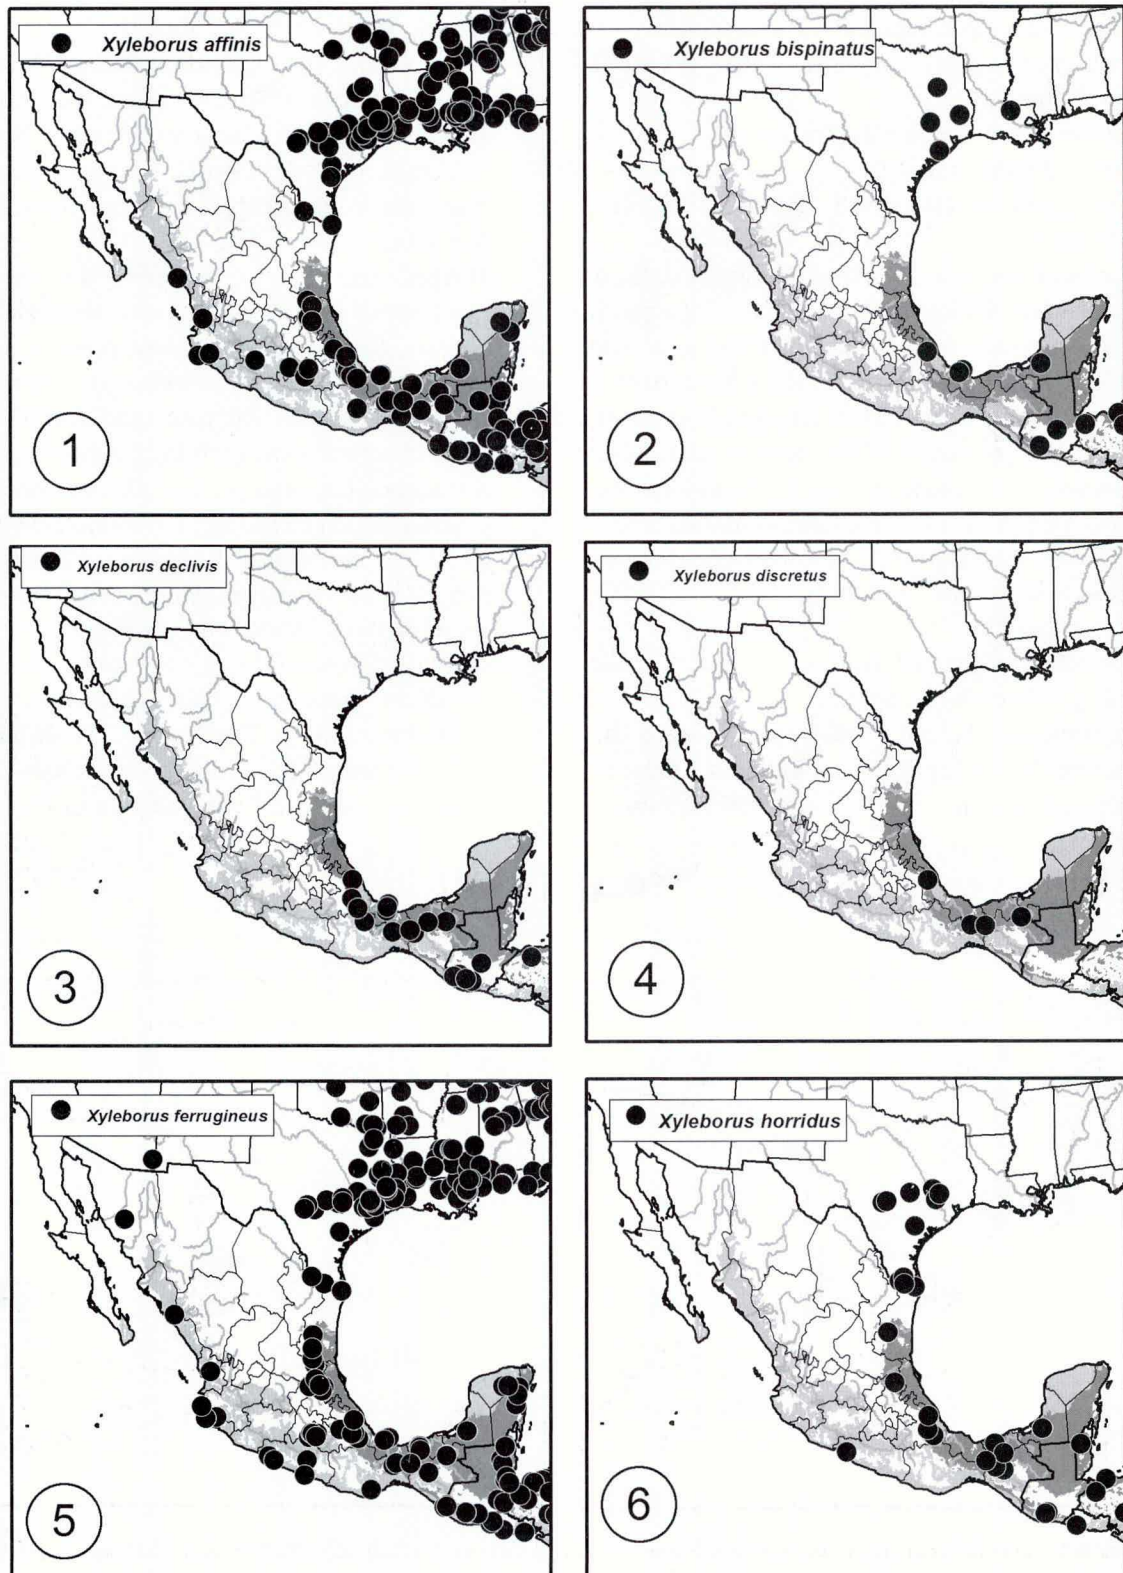 Xyleborus affinis
1
Xyleborus bispinatus
2
Xyleborus declivis
3
Xyleborus discretus
4
Xyleborus ferrugineus
5
Xyleborus horridus
6